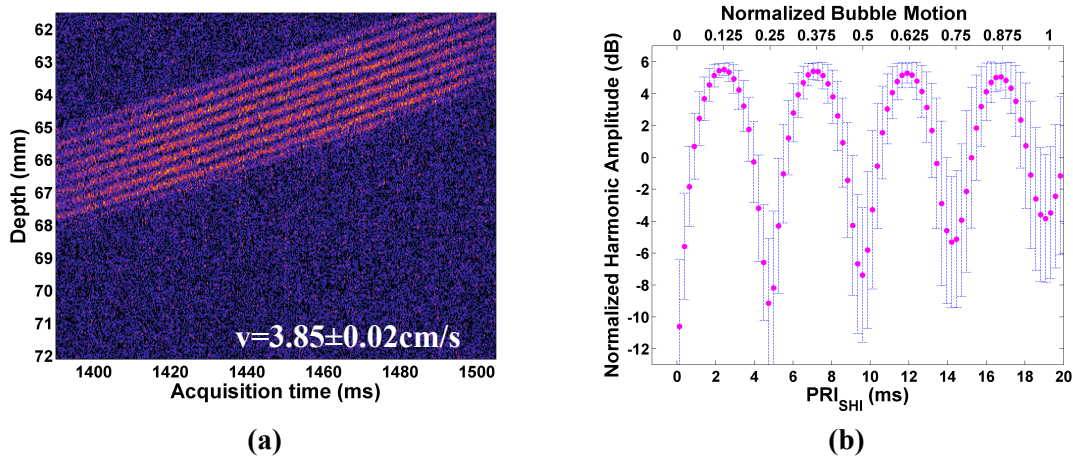 62
63
64
65
66
67
68
69
70
71
72
Depth (mm)
v=3.85±0.02cm/s
1400 1420 1440 1460 1480 1500
Acquisition time (ms)
(a)
Normalized Bubble Motion
0 0.125 0.25 0.375 0.5 0.625 0.75 0.875 1
6
4
2
0
-2
-4
-6
-8
-10
-12
Normalized Harmonic Amplitude (dB)
0 2 4 6 8 10 12 14 16 18 20
PRI_SHI (ms)
(b)